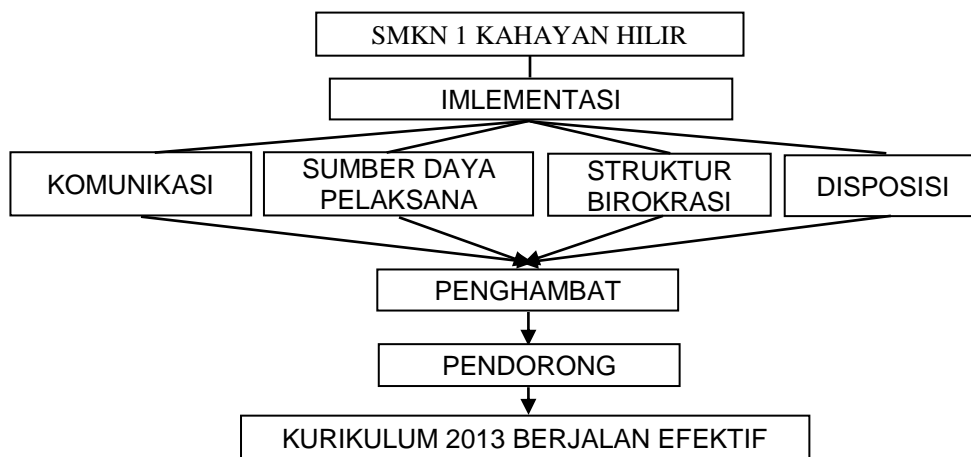 SMKN 1 KAHAYAN HILIR
IMLEMENTASI
KOMUNIKASI
SUMBER DAYA
PELAKSANA
STRUKTUR
BIROKRASI
DISPOSISI
PENGHAMBAT
PENDORONG
KURIKULUM 2013 BERJALAN EFEKTIF